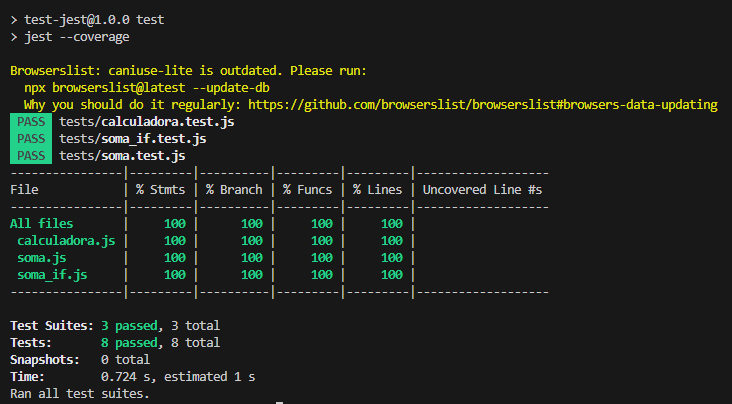 > test-jest@1.0.0 test
> jest --coverage
Browserslist: caniuse-lite is outdated. Please run:
  npx browserslist@latest --update-db
  Why you should do it regularly: https://github.com/browserslist/browserslist#browsers-data-updating
PASS tests/calculadora.test.js
PASS tests/soma_if.test.js
PASS tests/soma.test.js
----------------|---------|----------|---------|---------|-------------------
File            | % Stmts | % Branch | % Funcs | % Lines | Uncovered Line #s
----------------|---------|----------|---------|---------|-------------------
All files       |     100 |      100 |     100 |     100 |
 calculadora.js |     100 |      100 |     100 |     100 |
 soma.js        |     100 |      100 |     100 |     100 |
 soma_if.js     |     100 |      100 |     100 |     100 |
----------------|---------|----------|---------|---------|-------------------
Test Suites: 3 passed, 3 total
Tests:       8 passed, 8 total
Snapshots:   0 total
Time:        0.724 s, estimated 1 s
Ran all test suites.